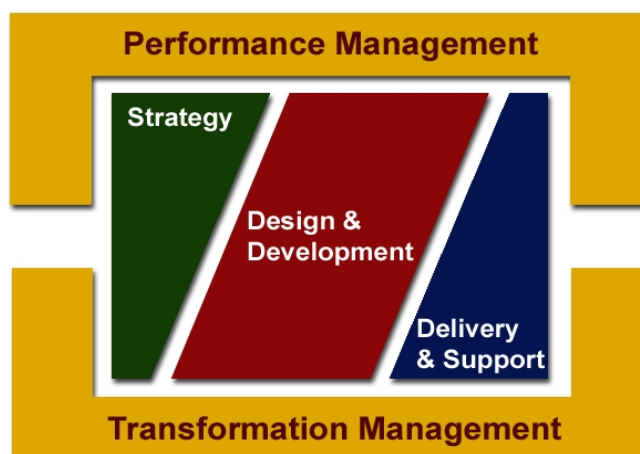 Performance Management
Strategy
Design &
Development
Delivery
& Support
Transformation Management